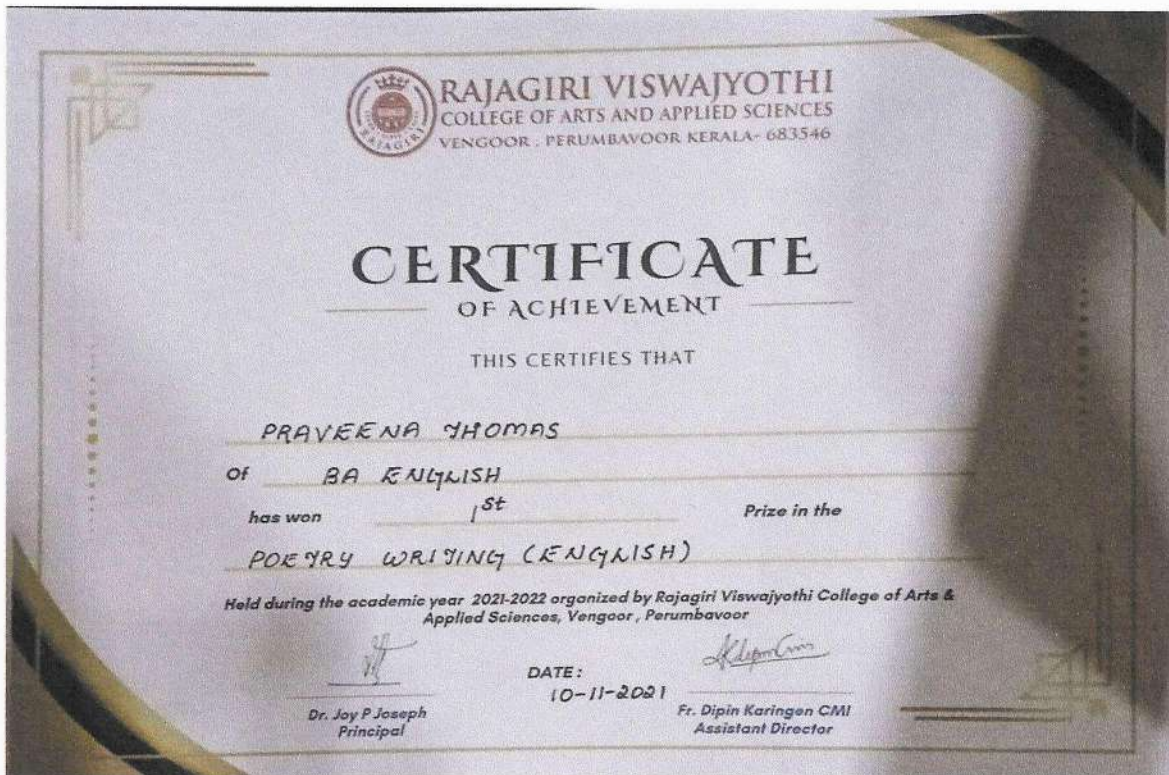 RAJAGIRI VISWAJYOTHI
COLLEGE OF ARTS AND APPLIED SCIENCES
VENGOOR , PERUMBAVOOR KERALA- 683546
RAJAGIRI
CERTIFICATE
OF ACHIEVEMENT
THIS CERTIFIES THAT
PRAVEENA THOMAS
Of BA ENGLISH
has won 1st Prize in the
POETRY WRITING (ENGLISH)
Held during the academic year 2021-2022 organized by Rajagiri Viswajyothi College of Arts &
Applied Sciences, Vengoor , Perumbavoor
DATE :
10-11-2021
Dr. Joy P Joseph
Principal
Fr. Dipin Karingen CMI
Assistant Director